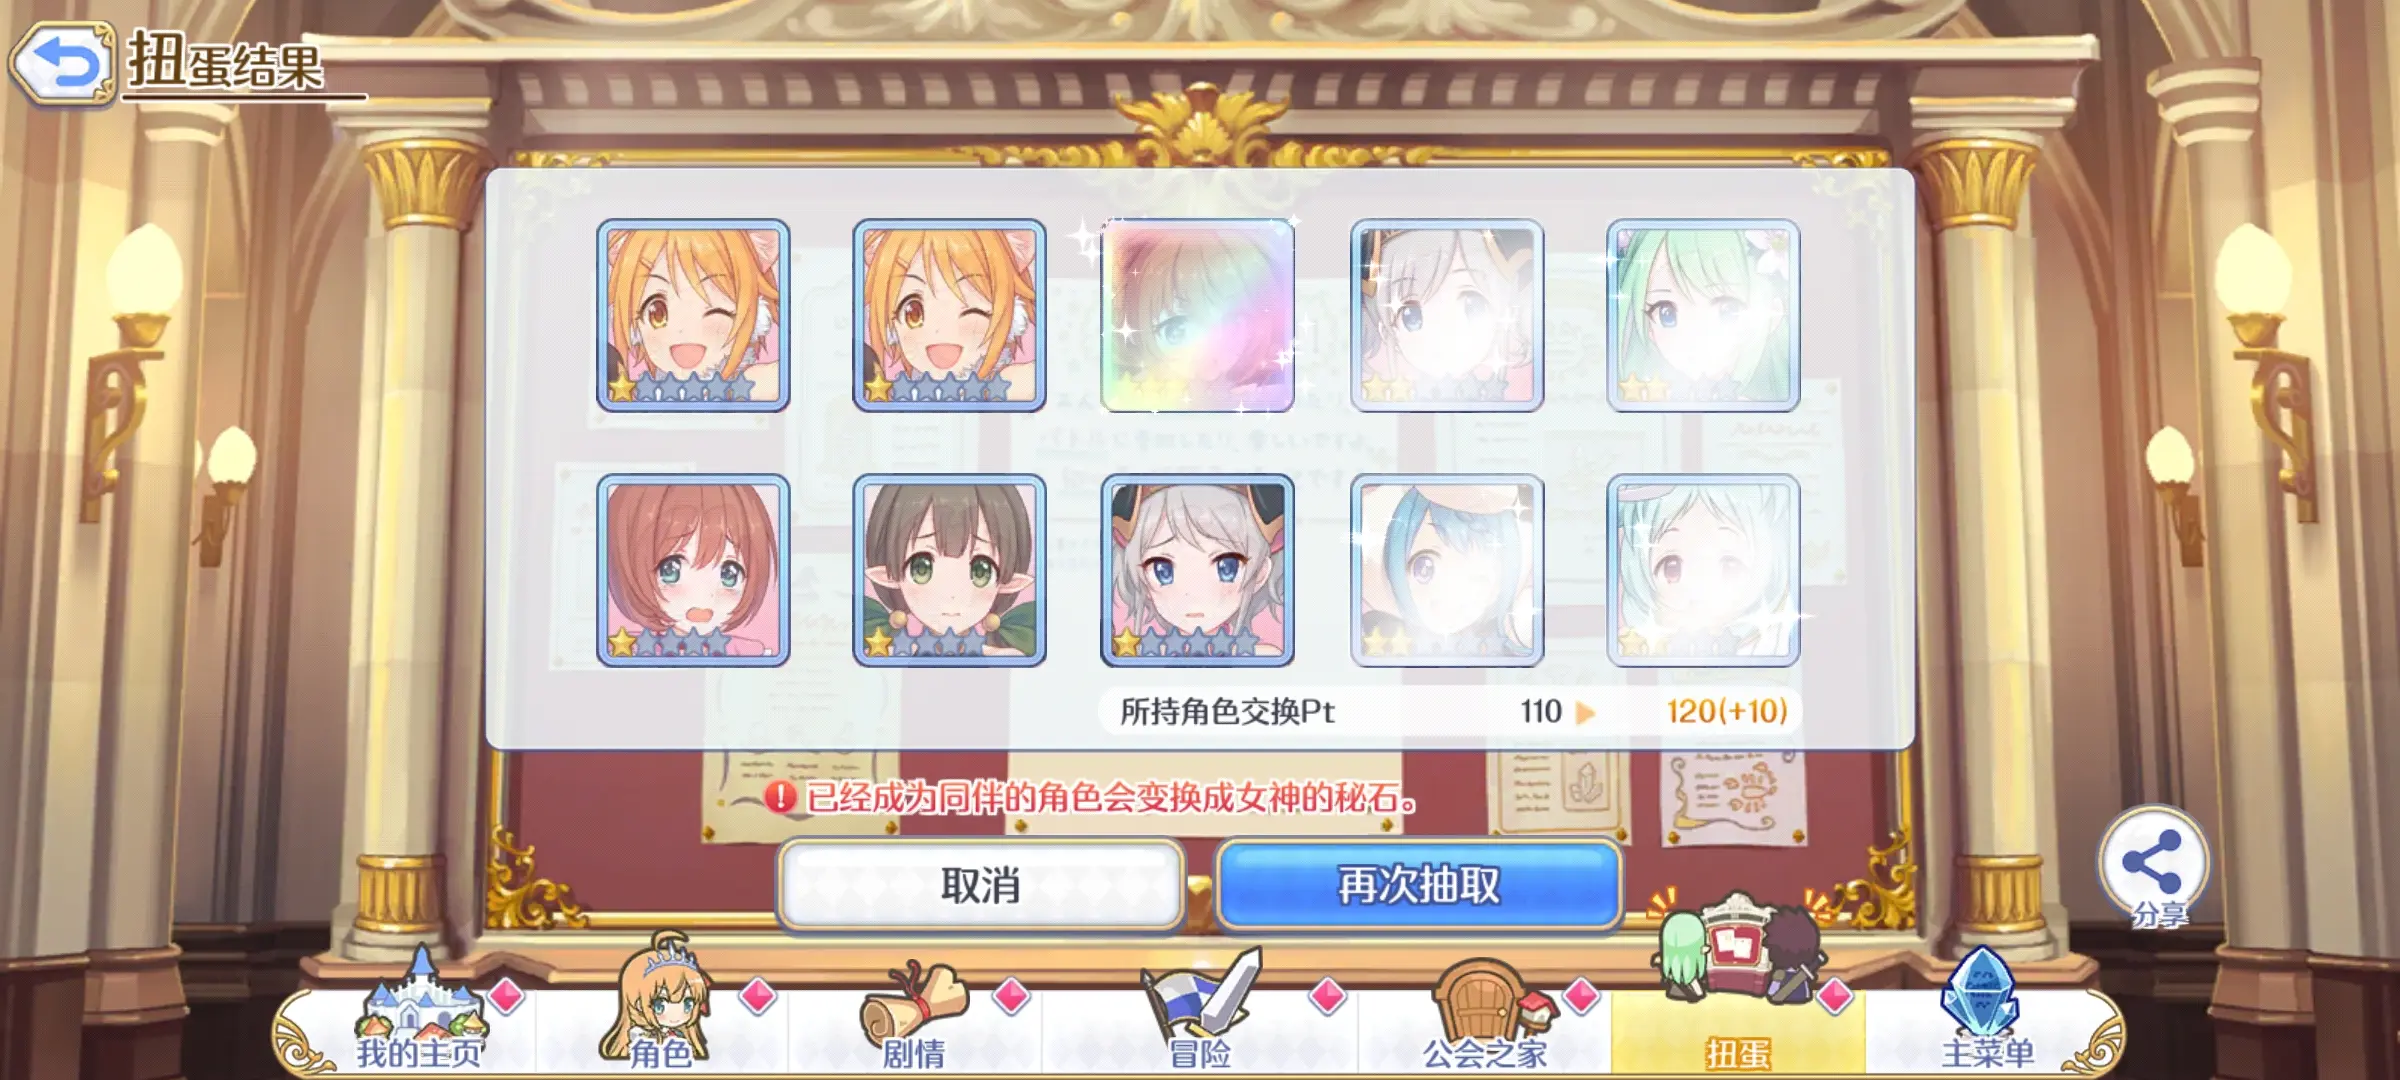 扭蛋结果
所持角色交换Pt 110 ▶ 120(+10)
! 已经成为同伴的角色会变换成女神的秘石。
取消
再次抽取
分享
我的主页
角色
剧情
冒险
公会之家
扭蛋
主菜单